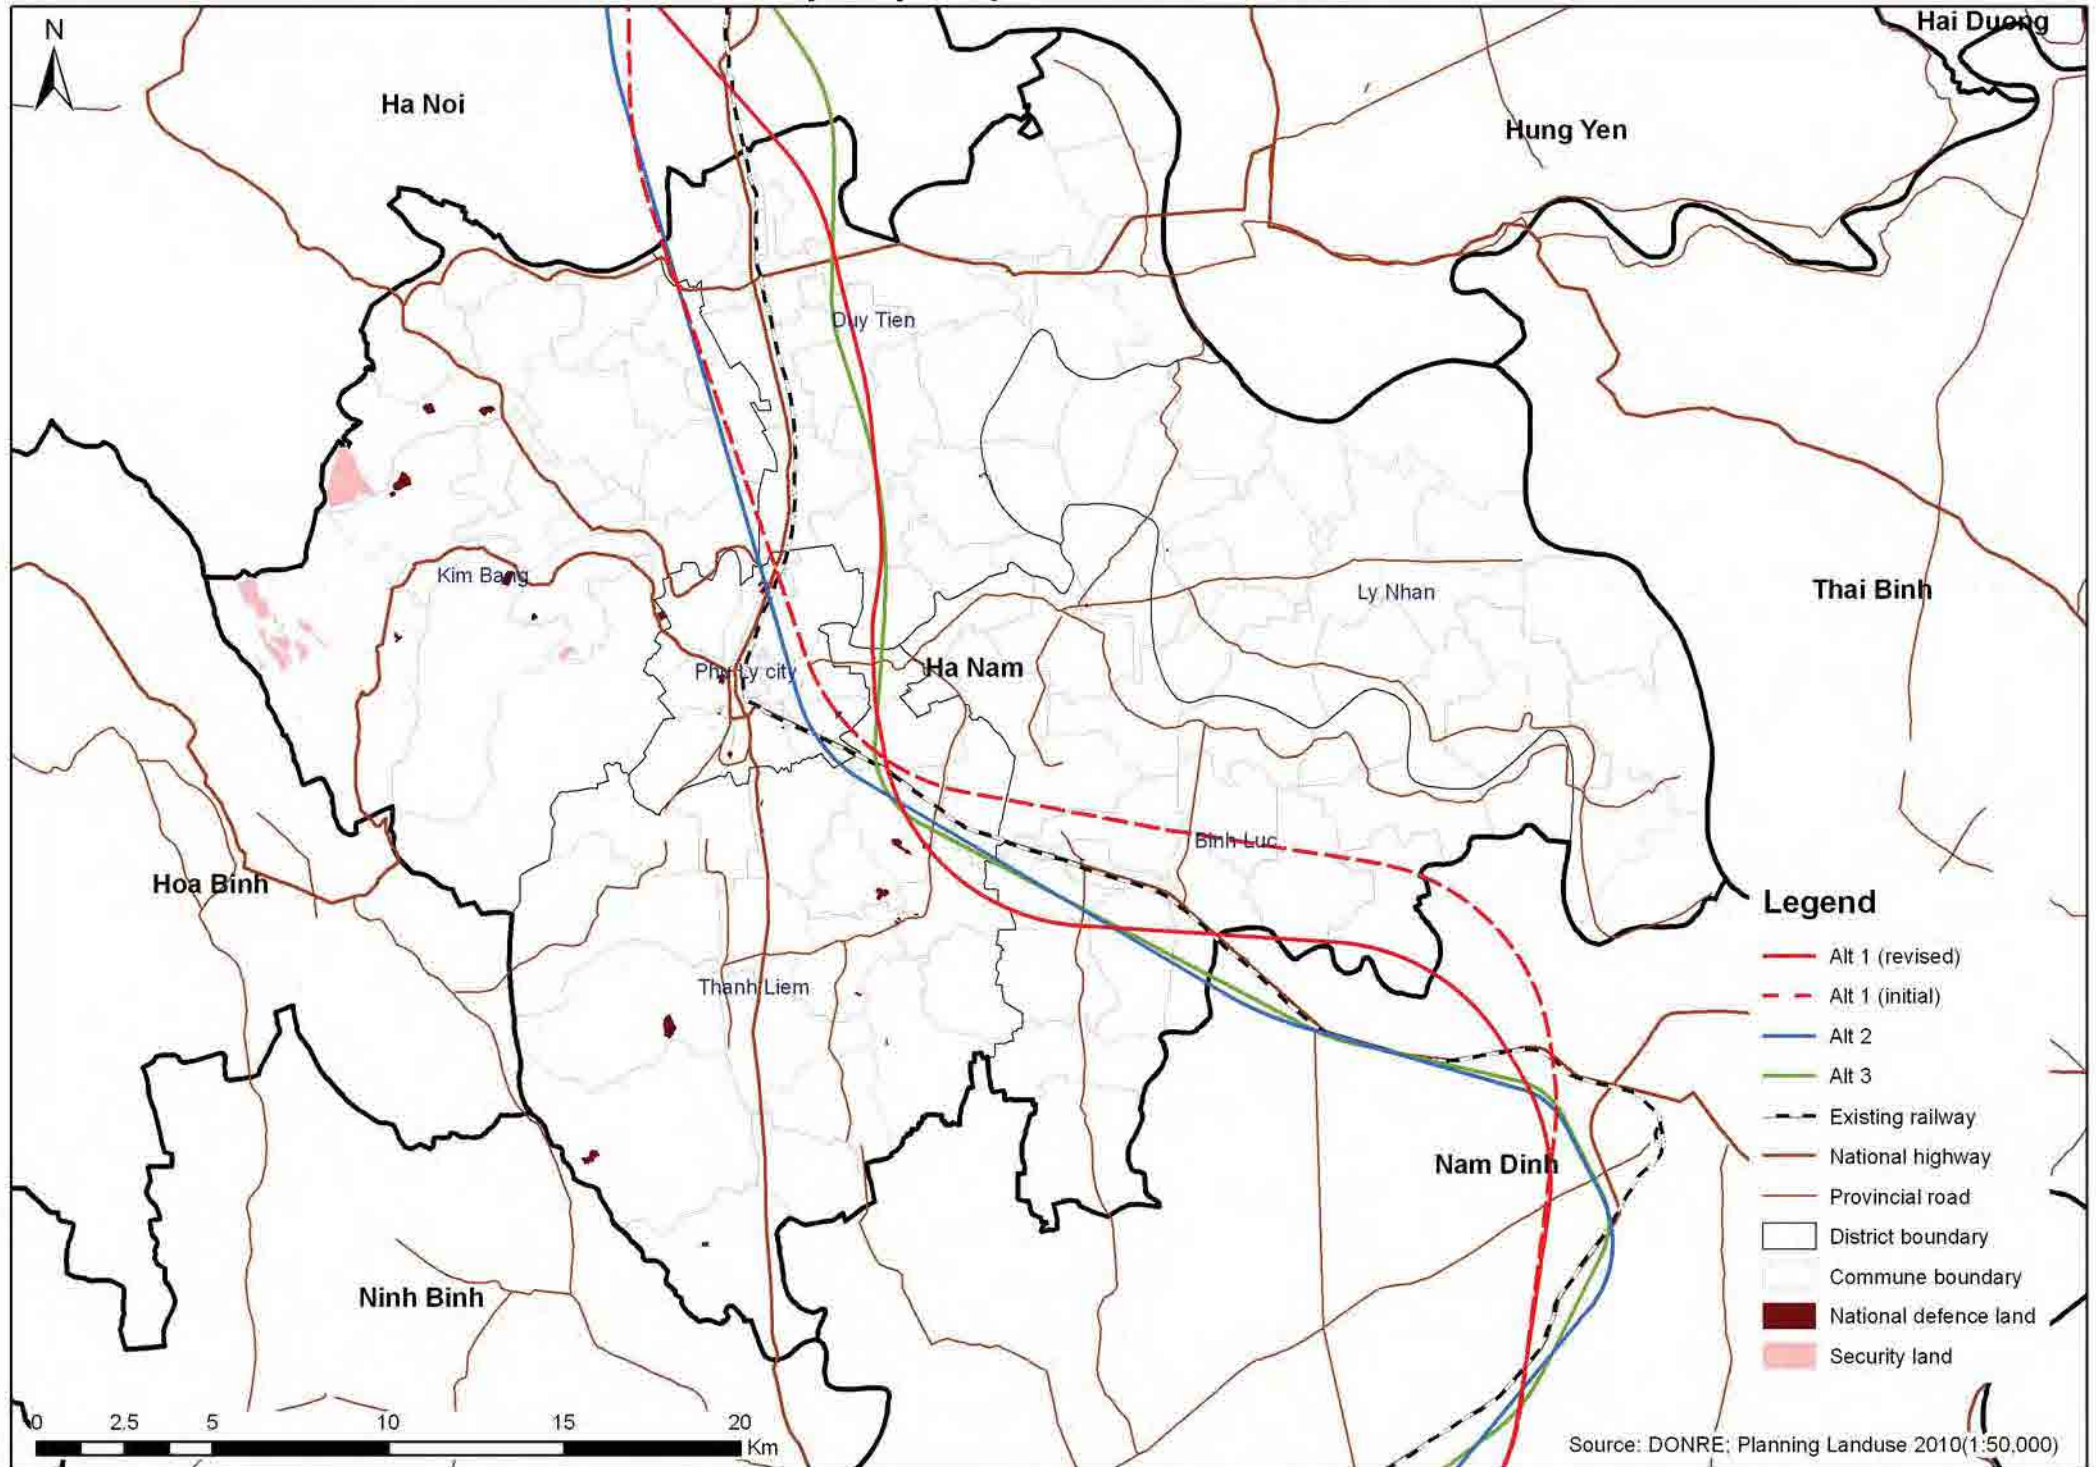 N
Hai Duong
Ha Noi
Hung Yen
Duy Tien
Kim Bang
Ly Nhan
Thai Binh
Phu Ly city
Ha Nam
Binh Luc
Hoa Binh
Thanh Liem
Nam Dinh
Ninh Binh
Legend
Alt 1 (revised)
Alt 1 (initial)
Alt 2
Alt 3
Existing railway
National highway
Provincial road
District boundary
Commune boundary
National defence land
Security land
0 2.5 5 10 15 20
Km
Source: DONRE; Planning Landuse 2010(1:50,000)